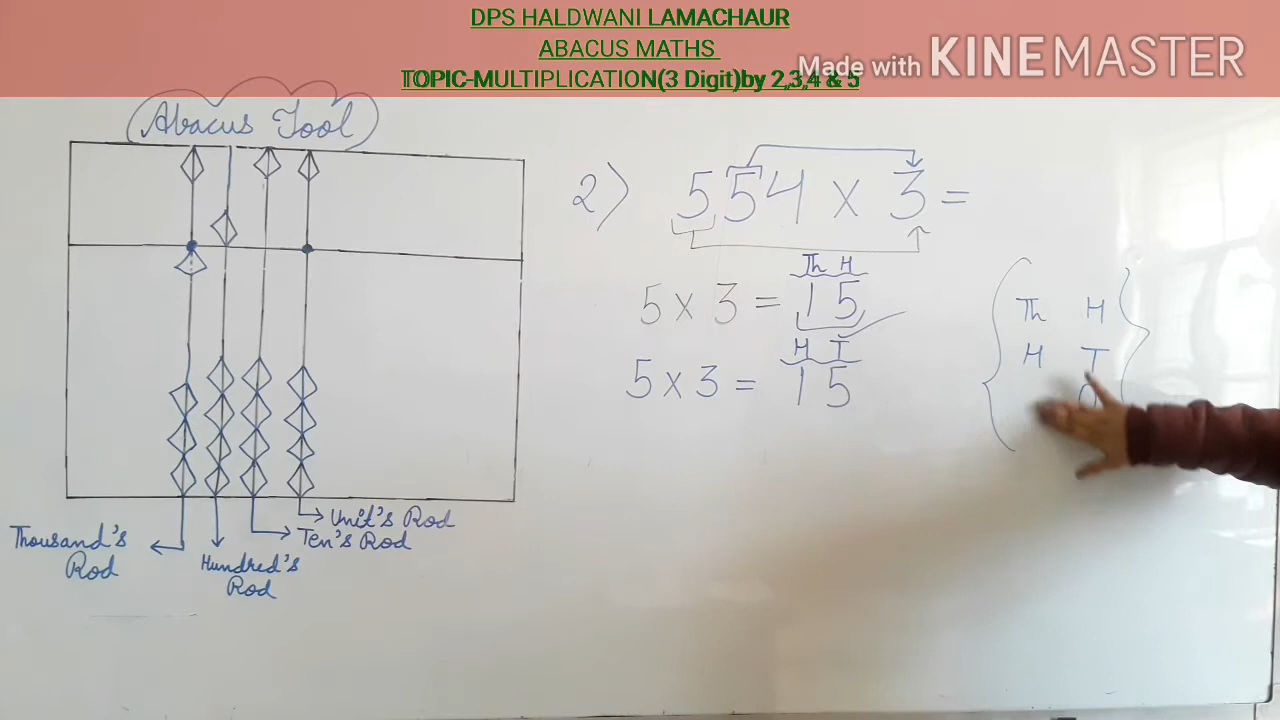 DPS HALDWANI LAMACHAUR
ABACUS MATHS
TOPIC-MULTIPLICATION(3 Digit)by 2,3,4 & 5
Made with KINEMASTER
Abacus Tool
2) 554 x 3 =
Th H
5 x 3 = 15
H T
5 x 3 = 15
Th H
H T
Unit's Rod
Ten's Rod
Hundred's
Rod
Thousand's
Rod